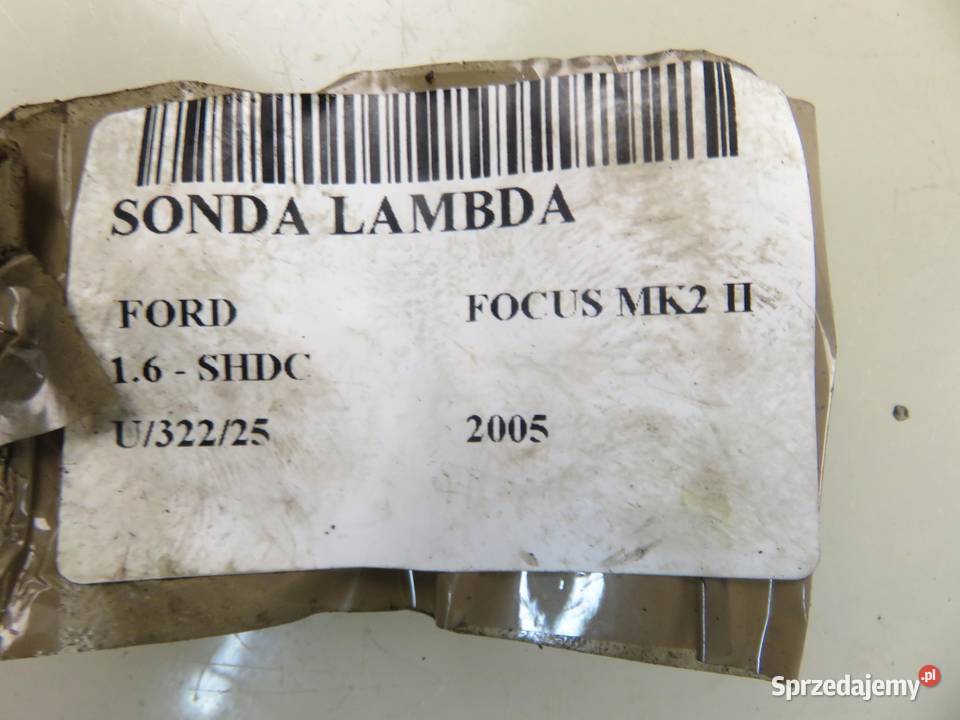 SONDA LAMBDA
FORD FOCUS MK2 II
1.6 - SHDC
U/322/25 2005
Sprzedajemy.pl